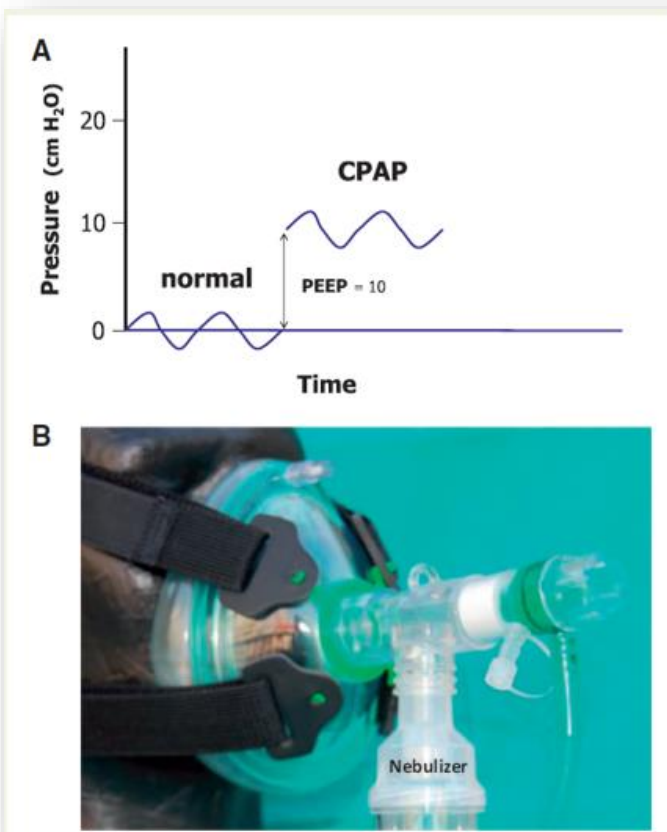 A
Pressure (cm H₂O)
20
10
0
CPAP
normal
PEEP = 10
Time
B
Nebulizer